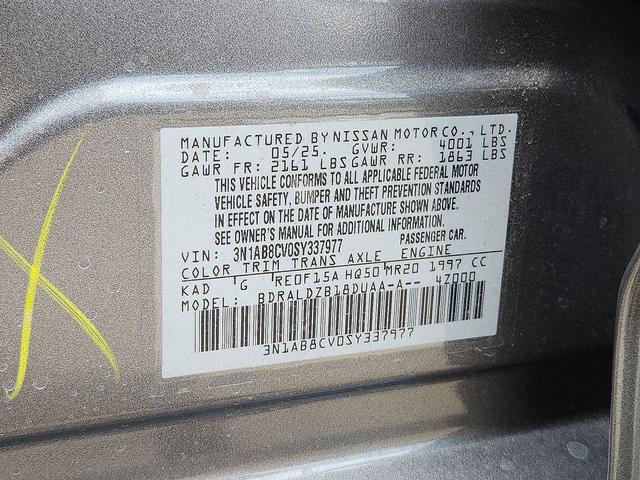 MANUFACTURED BY NISSAN MOTOR CO., LTD.
DATE: 05/25. GVWR: 4001 LBS
GAWR FR: 2161 LBS GAWR RR: 1863 LBS
THIS VEHICLE CONFORMS TO ALL APPLICABLE FEDERAL MOTOR
VEHICLE SAFETY, BUMPER AND THEFT PREVENTION STANDARDS
IN EFFECT ON THE DATE OF MANUFACTURE SHOWN ABOVE.
SEE OWNER'S MANUAL FOR ADDITIONAL INFORMATION.
VIN: 3N1AB8CV0SY337977 PASSENGER CAR.
COLOR TRIM TRANS AXLE ENGINE
KAD G RE0F15A HQ50 MR20 1997 CC
MODEL: BDRALDZB18DUAA-A-- 4Z000
3N1AB8CV0SY337977